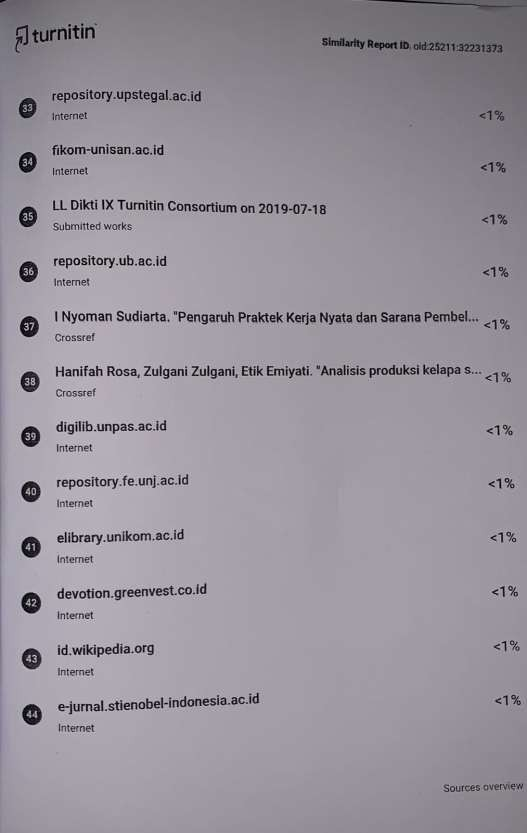 turnitin
Similarity Report ID: oid:25211:32231373
33
repository.upstegal.ac.id
Internet
<1%
34
fikom-unisan.ac.id
Internet
<1%
35
LL Dikti IX Turnitin Consortium on 2019-07-18
Submitted works
<1%
36
repository.ub.ac.id
Internet
<1%
37
I Nyoman Sudiarta. "Pengaruh Praktek Kerja Nyata dan Sarana Pembel...
Crossref
<1%
38
Hanifah Rosa, Zulgani Zulgani, Etik Emiyati. "Analisis produksi kelapa s...
Crossref
<1%
39
digilib.unpas.ac.id
Internet
<1%
40
repository.fe.unj.ac.id
Internet
<1%
41
elibrary.unikom.ac.id
Internet
<1%
42
devotion.greenvest.co.id
Internet
<1%
43
id.wikipedia.org
Internet
<1%
44
e-jurnal.stienobel-indonesia.ac.id
Internet
<1%
Sources overview